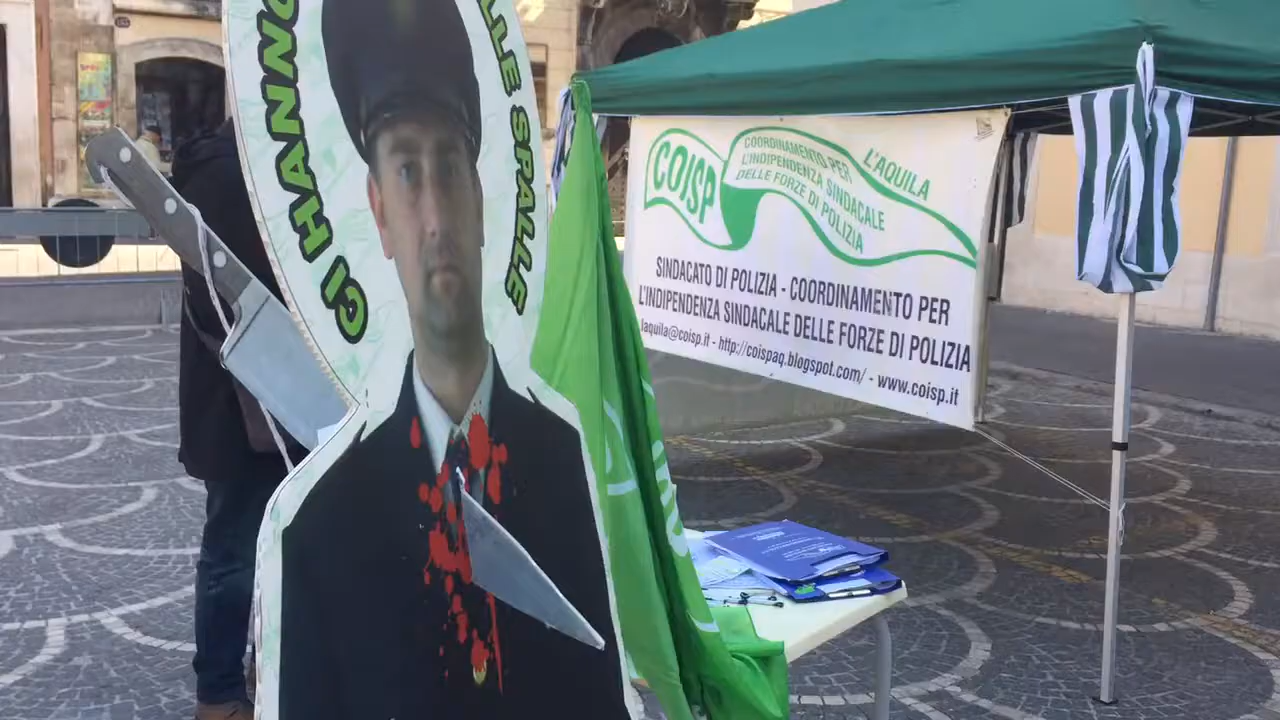 CI HANNO
LLE SPALLE
COISP
COORDINAMENTO PER
L'INDIPENDENZA SINDACALE
DELLE FORZE DI POLIZIA
L'AQUILA
SINDACATO DI POLIZIA - COORDINAMENTO PER
L'INDIPENDENZA SINDACALE DELLE FORZE DI POLIZIA
laquila@coisp.it - http://coispaq.blogspot.com/ - www.coisp.it